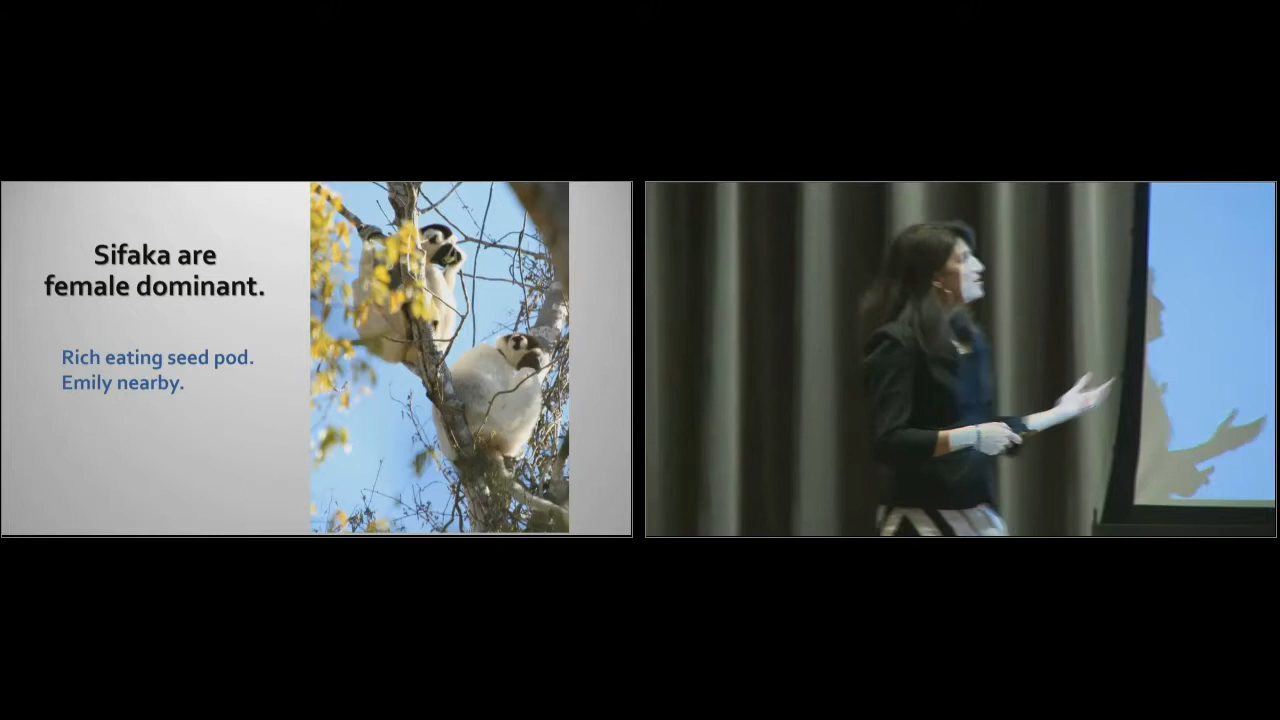 Sifaka are
female dominant.
Rich eating seed pod.
Emily nearby.